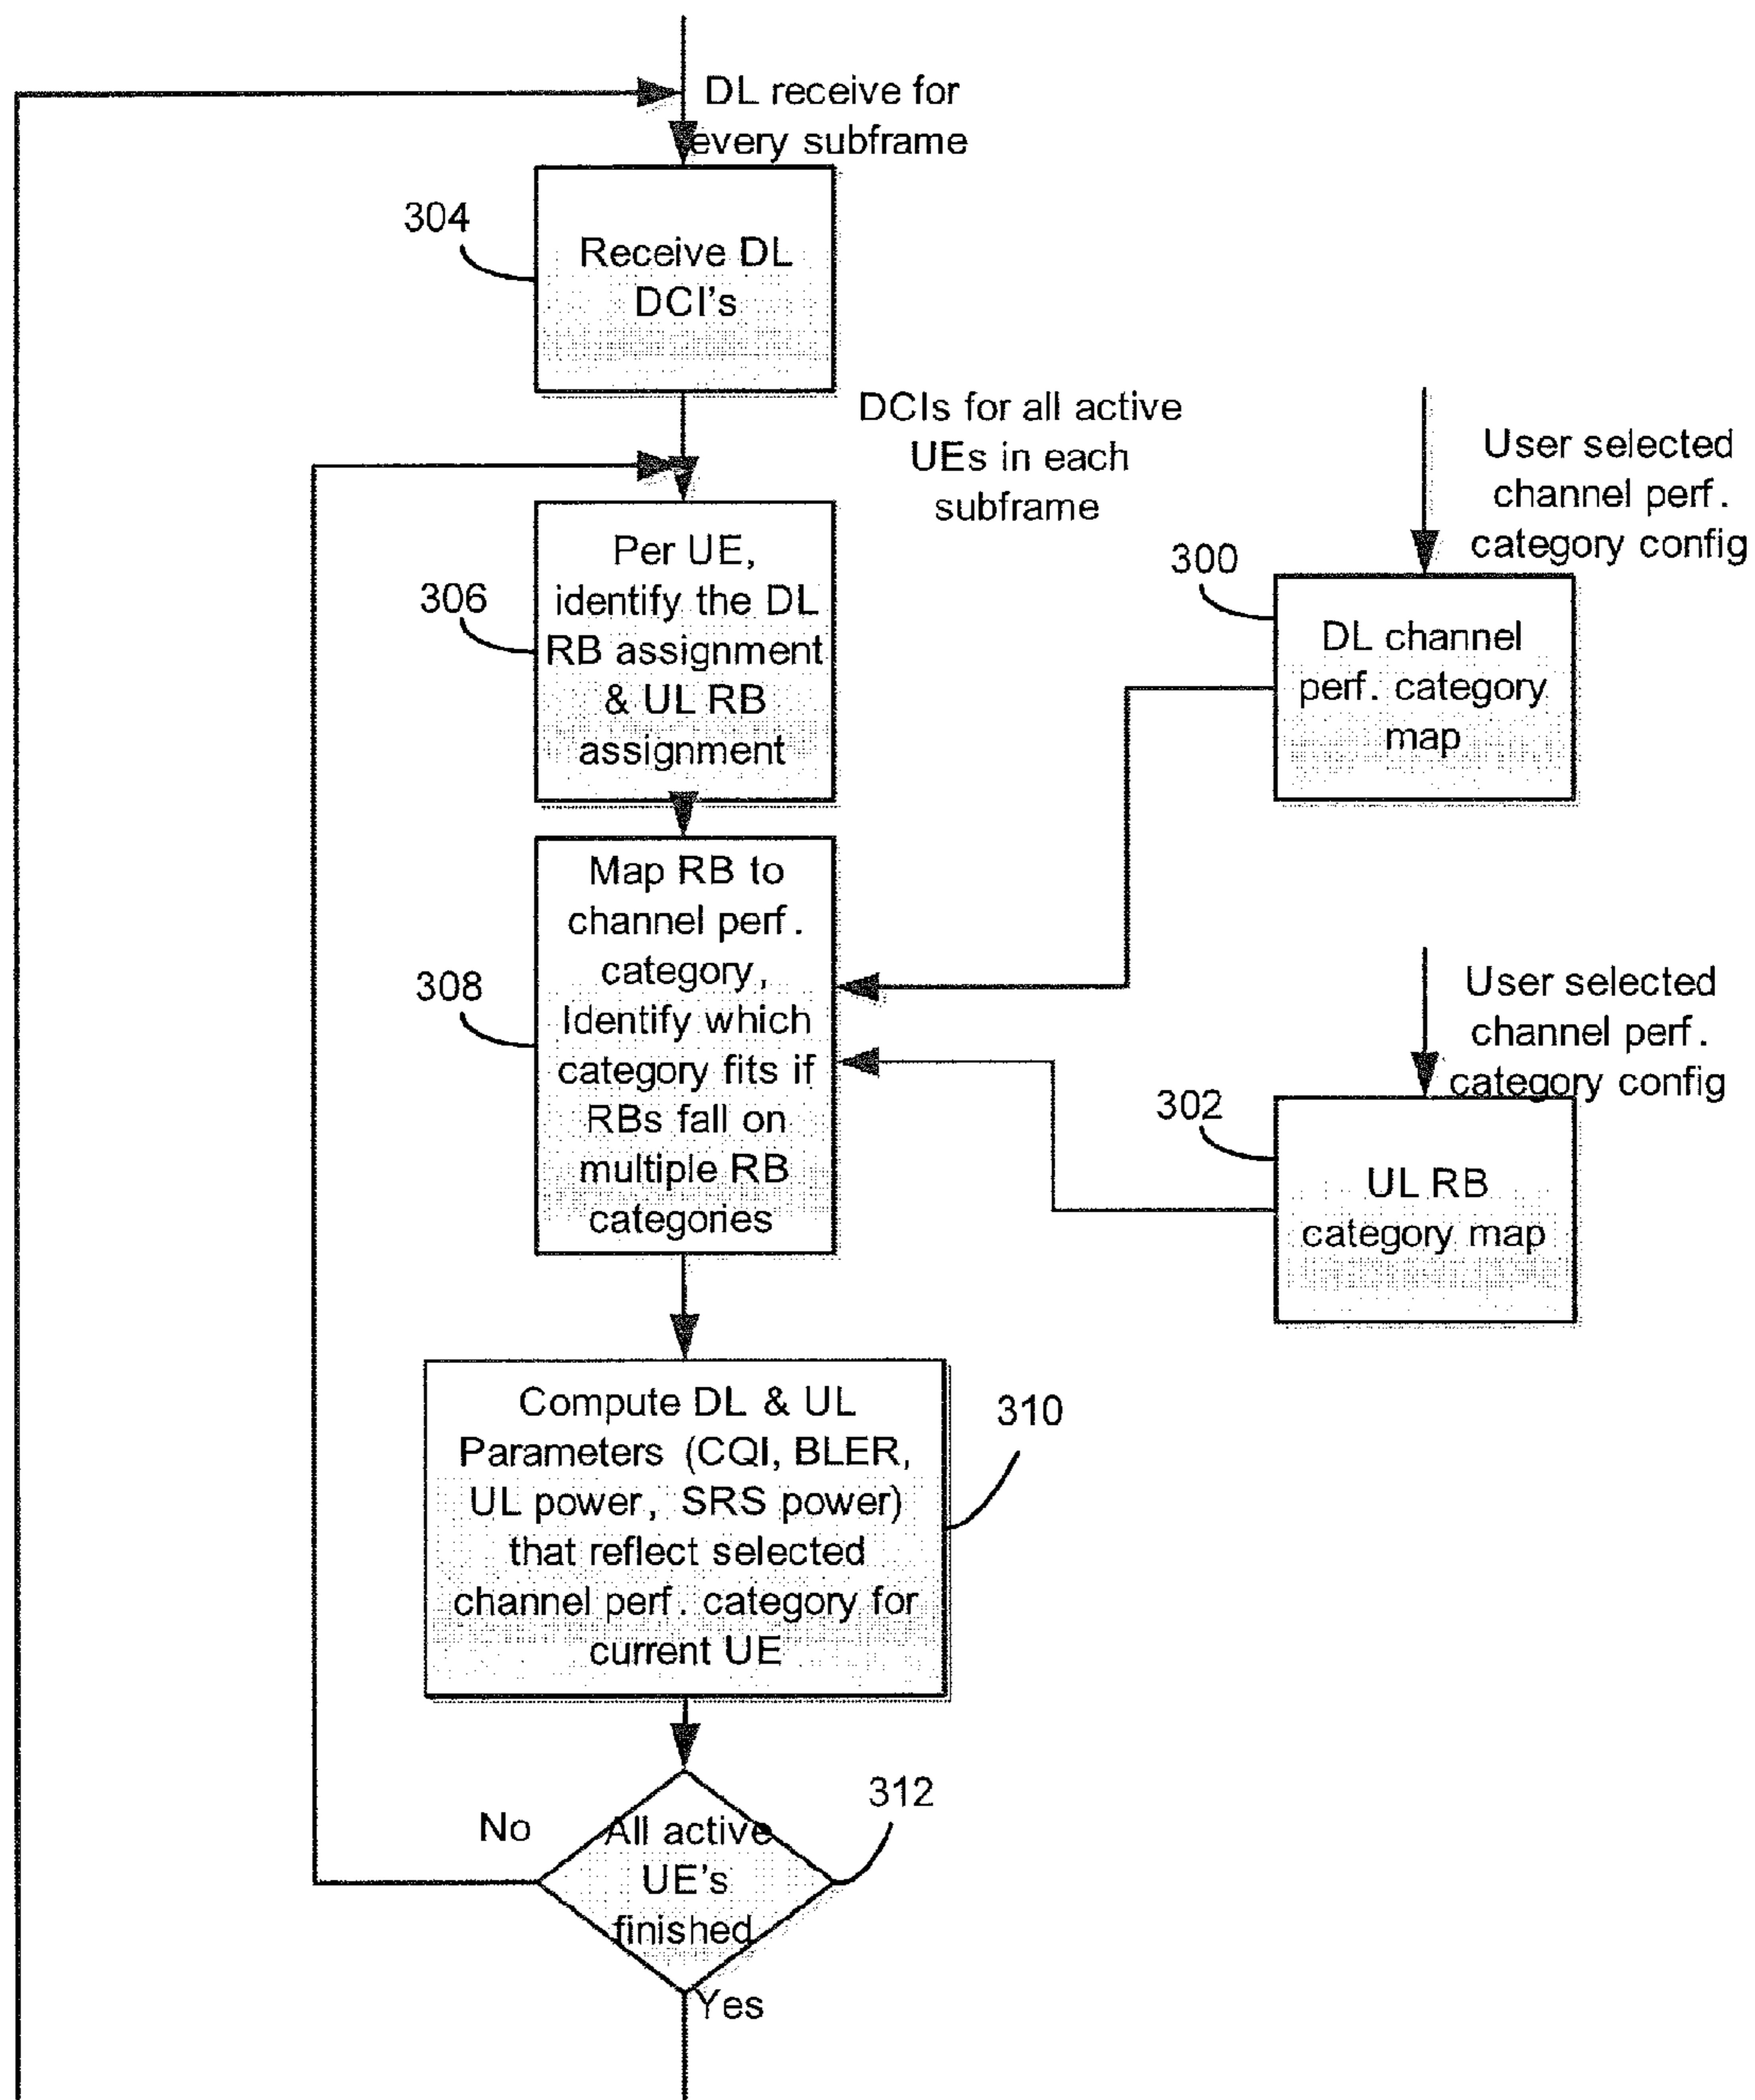 DL receive for
every subframe
304
Receive DL
DCI's
DCIs for all active
UEs in each
subframe
User selected
channel perf.
category config
306
Per UE,
identify the DL
RB assignment
& UL RB
assignment
300
DL channel
perf. category
map
308
Map RB to
channel perf.
category,
Identify which
category fits if
RBs fall on
multiple RB
categories
User selected
channel perf.
category config
302
UL RB
category map
Compute DL & UL
Parameters (CQI, BLER,
UL power, SRS power)
that reflect selected
channel perf. category for
current UE
310
312
No
All active
UE's
finished
Yes